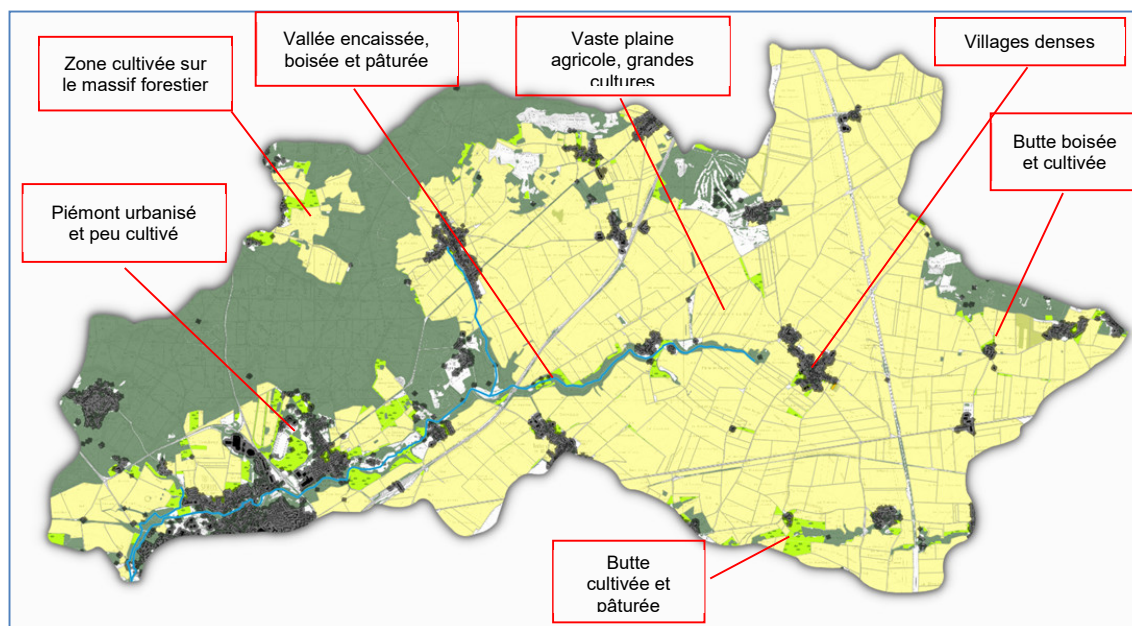 Zone cultivée sur
le massif forestier
Vallée encaissée,
boisée et pâturée
Vaste plaine
agricole, grandes
cultures
Villages denses
Butte boisée
et cultivée
Piémont urbanisé
et peu cultivé
Butte
cultivée et
pâturée